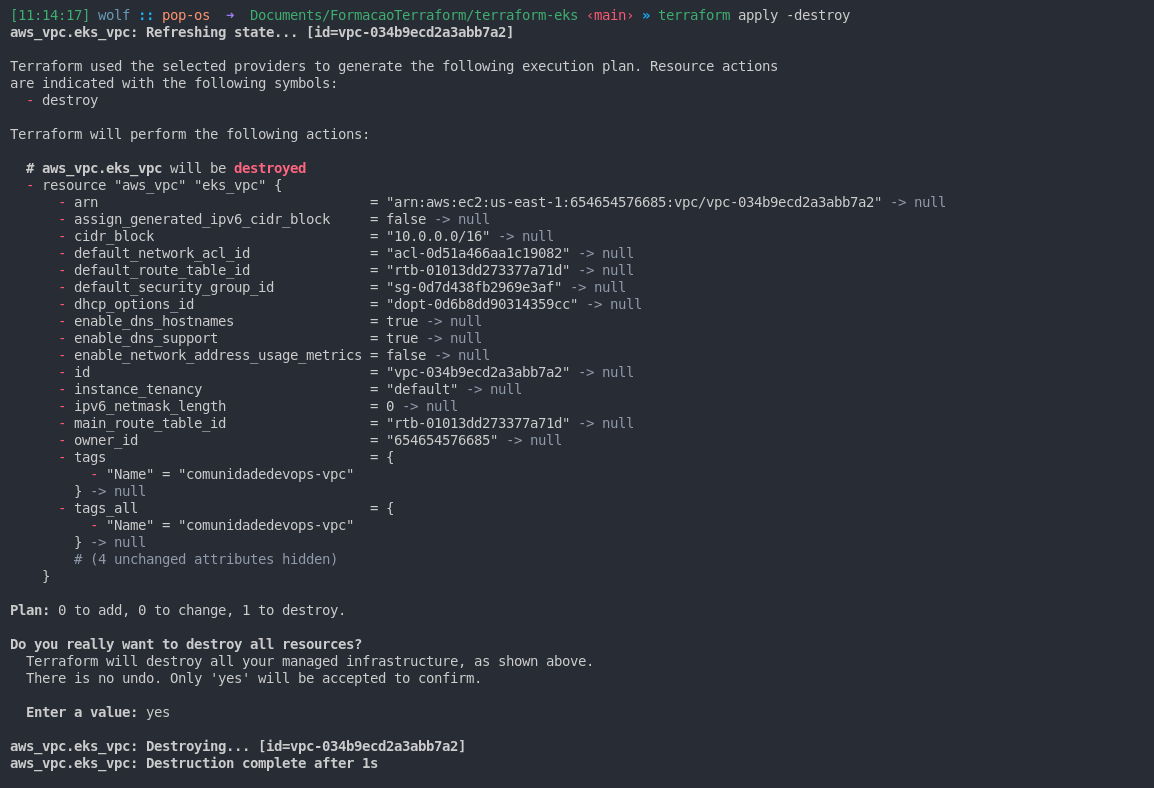 [11:14:17] wolf :: pop-os → Documents/FormacaoTerraform/terraform-eks ‹main› » terraform apply -destroy
aws_vpc.eks_vpc: Refreshing state... [id=vpc-034b9ecd2a3abb7a2]
Terraform used the selected providers to generate the following execution plan. Resource actions
are indicated with the following symbols:
- destroy
Terraform will perform the following actions:
# aws_vpc.eks_vpc will be destroyed
- resource "aws_vpc" "eks_vpc" {
- arn = "arn:aws:ec2:us-east-1:654654576685:vpc/vpc-034b9ecd2a3abb7a2" -> null
- assign_generated_ipv6_cidr_block = false -> null
- cidr_block = "10.0.0.0/16" -> null
- default_network_acl_id = "acl-0d51a466aa1c19082" -> null
- default_route_table_id = "rtb-01013dd273377a71d" -> null
- default_security_group_id = "sg-0d7d438fb2969e3af" -> null
- dhcp_options_id = "dopt-0d6b8dd90314359cc" -> null
- enable_dns_hostnames = true -> null
- enable_dns_support = true -> null
- enable_network_address_usage_metrics = false -> null
- id = "vpc-034b9ecd2a3abb7a2" -> null
- instance_tenancy = "default" -> null
- ipv6_netmask_length = 0 -> null
- main_route_table_id = "rtb-01013dd273377a71d" -> null
- owner_id = "654654576685" -> null
- tags = {
- "Name" = "comunidadedevops-vpc"
} -> null
- tags_all = {
- "Name" = "comunidadedevops-vpc"
} -> null
# (4 unchanged attributes hidden)
}
Plan: 0 to add, 0 to change, 1 to destroy.
Do you really want to destroy all resources?
Terraform will destroy all your managed infrastructure, as shown above.
There is no undo. Only 'yes' will be accepted to confirm.
Enter a value: yes
aws_vpc.eks_vpc: Destroying... [id=vpc-034b9ecd2a3abb7a2]
aws_vpc.eks_vpc: Destruction complete after 1s